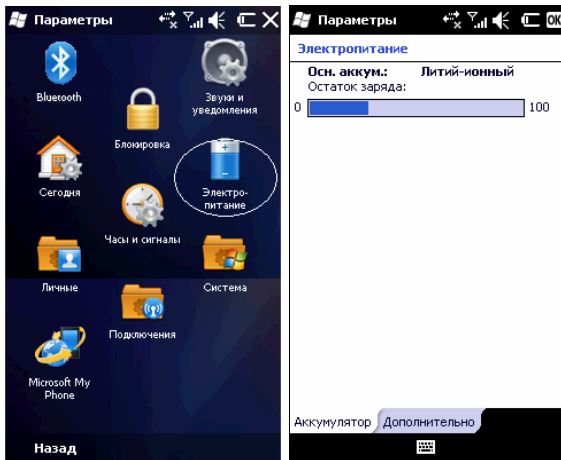 Параметры
Bluetooth
Звуки и
уведомления
Блокировка
Сегодня
Электро-
питание
Часы и сигналы
Личные
Система
Подключения
Microsoft My
Phone
Назад
Параметры
OK
Электропитание
Осн. аккум.: Литий-ионный
Остаток заряда:
0 100
Аккумулятор Дополнительно